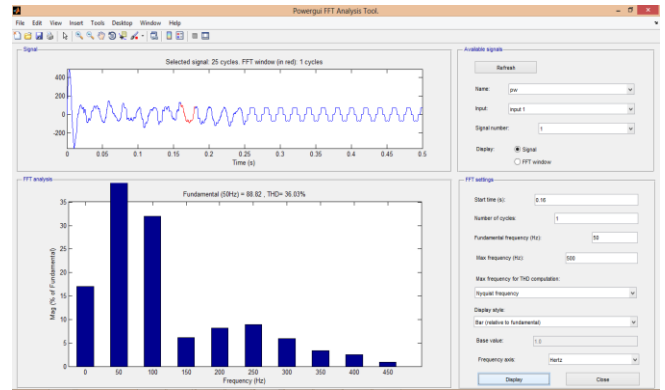 Powergui FFT Analysis Tool.
File Edit View Insert Tools Desktop Window Help
Signal
Selected signal: 25 cycles. FFT window (in red): 1 cycles
400
200
0
-200
0 0.05 0.1 0.15 0.2 0.25 0.3 0.35 0.4 0.45 0.5
Time (s)
FFT analysis
Fundamental (50Hz) = 88.82 , THD= 36.03%
35
30
25
20
15
10
5
0
Mag (% of Fundamental)
0 50 100 150 200 250 300 350 400 450
Frequency (Hz)
Available signals
Refresh
Name: pw
Input: input 1
Signal number: 1
Display: Signal
FFT window
FFT settings
Start time (s): 0.16
Number of cycles: 1
Fundamental frequency (Hz): 50
Max frequency (Hz): 500
Max frequency for THD computation:
Nyquist frequency
Display style:
Bar (relative to fundamental)
Base value: 1.0
Frequency axis: Hertz
Display Close